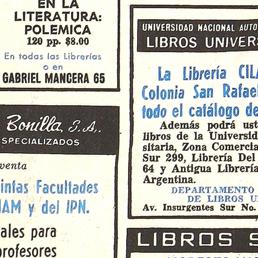 EN LA
LITERATURA:
POLEMICA
120 pp. $8.00
En todas las Librerías
o en
GABRIEL MANCERA 65
Bonilla, S.A.
SPECIALIZADOS
venta
intas Facultades
AM y del IPN.
ales para
profesores
UNIVERSIDAD NACIONAL AUTO
LIBROS UNIVERS
La Librería CILA
Colonia San Rafael
todo el catálogo de
Además podrá ust
libros de la Universid
sitaria, Zona Comercia
Sur 299, Librería Del
64 y Antigua Librería
Argentina.
DEPARTAMENTO
DE LIBROS U
Av. Insurgentes Sur No.
LIBROS S